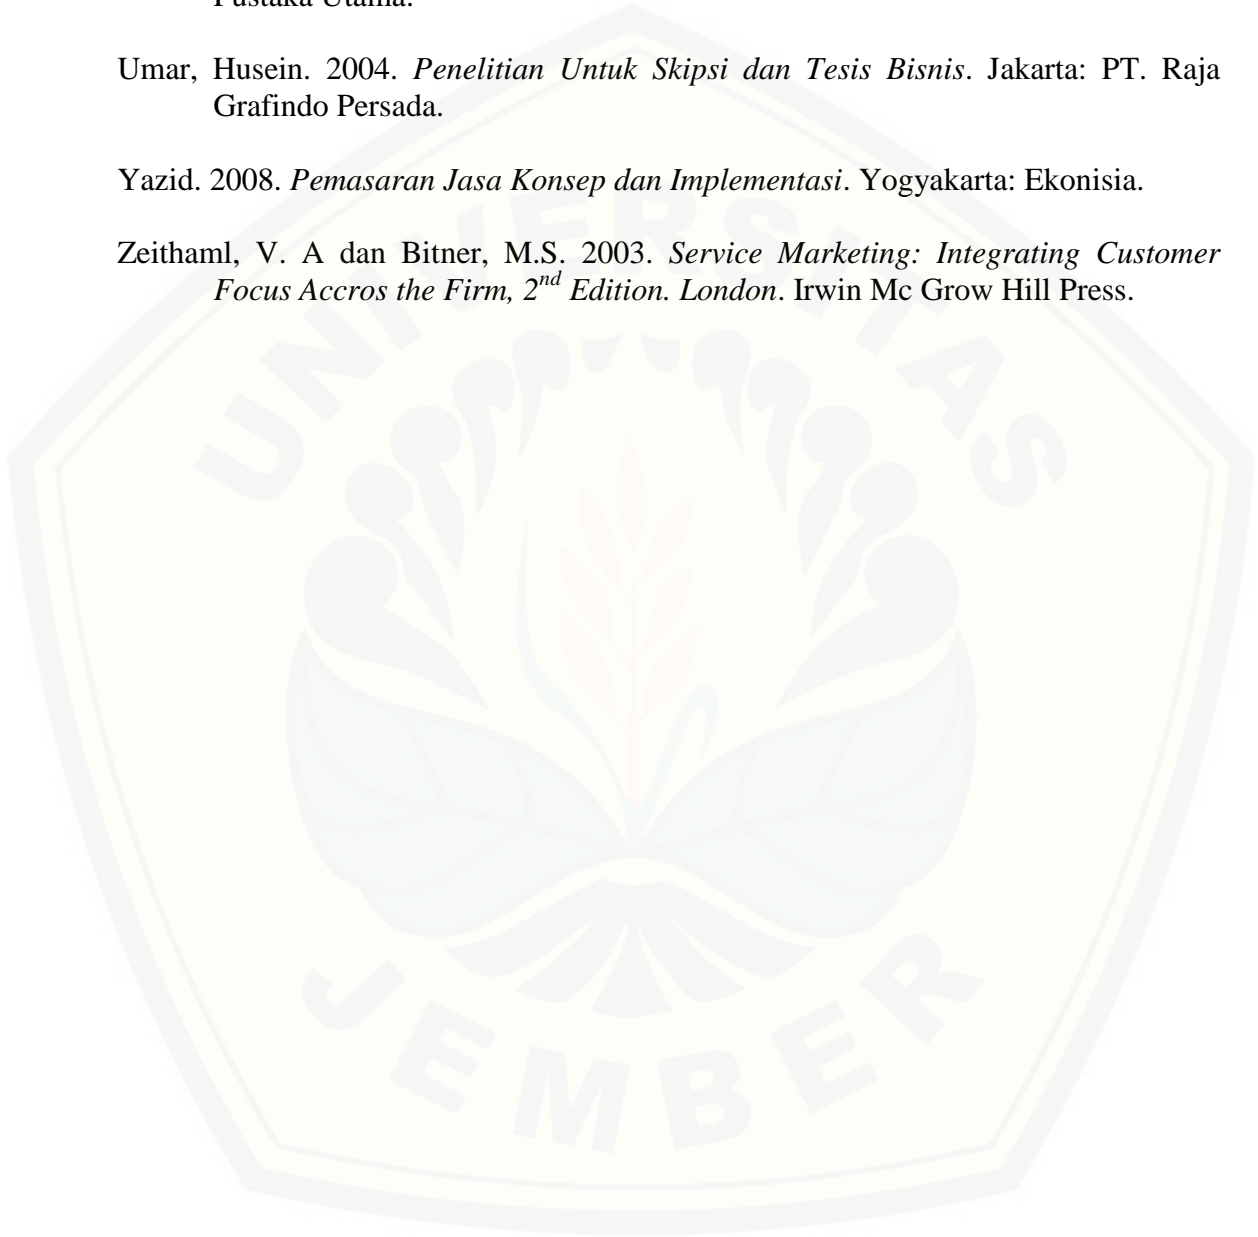 Pustaka Utama.
Umar, Husein. 2004. Penelitian Untuk Skipsi dan Tesis Bisnis. Jakarta: PT. Raja
Grafindo Persada.
Yazid. 2008. Pemasaran Jasa Konsep dan Implementasi. Yogyakarta: Ekonisia.
Zeithaml, V. A dan Bitner, M.S. 2003. Service Marketing: Integrating Customer
Focus Accros the Firm, 2nd Edition. London. Irwin Mc Grow Hill Press.
UNIVERSITAS
JEMBER